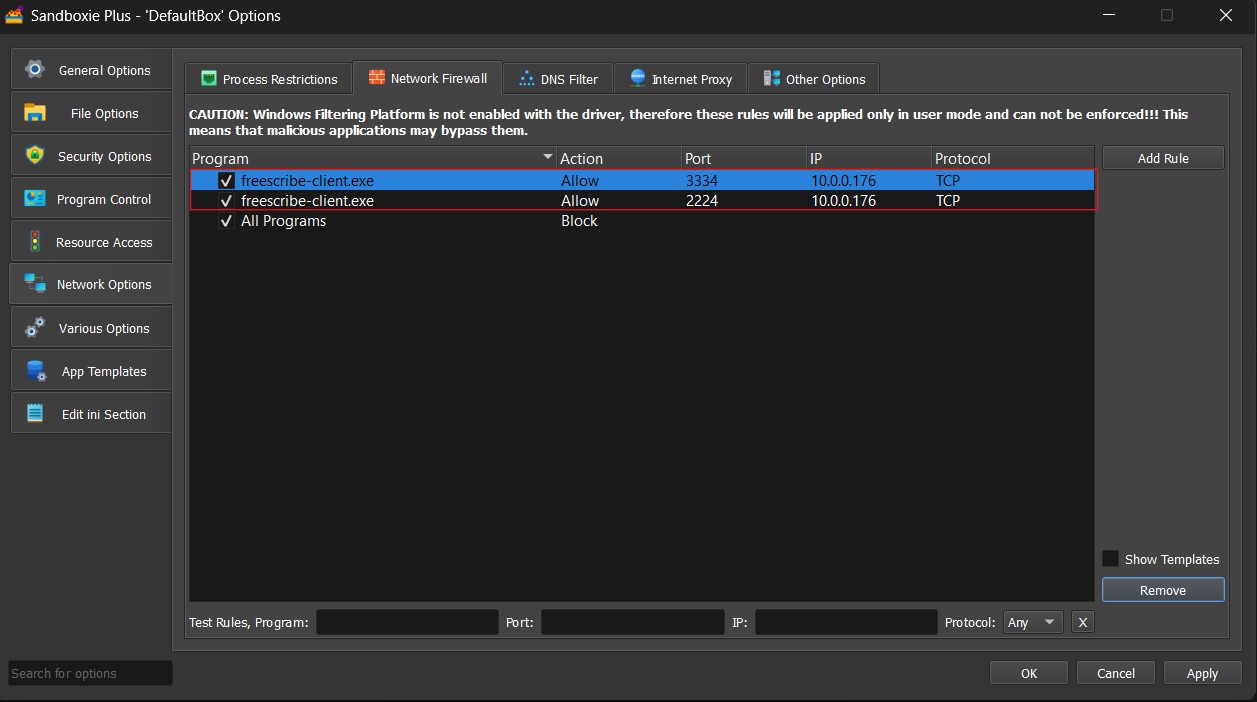 Sandboxie Plus - 'DefaultBox' Options
General Options
File Options
Security Options
Program Control
Resource Access
Network Options
Various Options
App Templates
Edit ini Section
Search for options
Process Restrictions Network Firewall DNS Filter Internet Proxy Other Options
CAUTION: Windows Filtering Platform is not enabled with the driver, therefore these rules will be applied only in user mode and can not be enforced!!! This
means that malicious applications may bypass them.
Program Action Port IP Protocol
freescribe-client.exe Allow 3334 10.0.0.176 TCP
freescribe-client.exe Allow 2224 10.0.0.176 TCP
All Programs Block
Add Rule
Show Templates
Remove
Test Rules, Program: Port: IP: Protocol: Any X
OK Cancel Apply